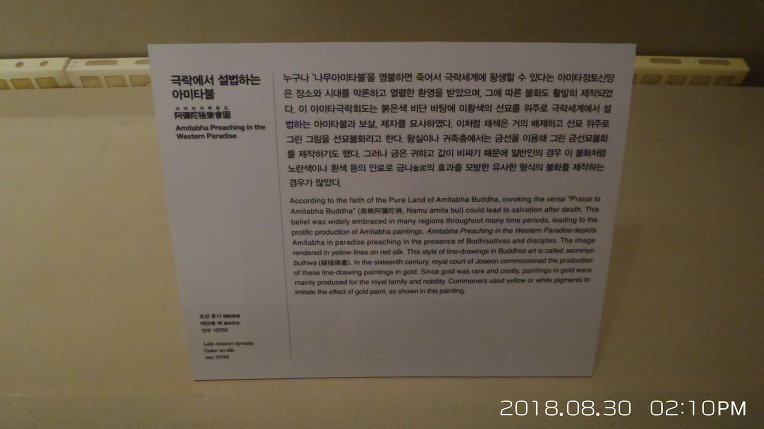 극락에서 설법하는
아미타불
阿彌陀極樂會圖
Amitabha Preaching in the
Western Paradise
누구나 '나무아미타불'을 염불하면 죽어서 극락세계에 왕생할 수 있다는 아미타정토신앙
은 장소와 시대를 막론하고 열렬한 환영을 받았으며, 그에 따른 불화도 활발히 제작되었
다. 이 아미타극락회도는 붉은색 비단 바탕에 미황색의 선묘를 위주로 극락세계에서 설
법하는 아미타불과 보살, 제자를 묘사하였다. 이처럼 채색은 거의 배제하고 선묘 위주로
그린 그림을 선묘불화라고 한다. 왕실이나 귀족층에서는 금선을 이용해 그린 금선묘불화
를 제작하기도 했다. 그러나 금은 귀하고 값이 비싸기 때문에 일반인의 경우 이 불화처럼
노란색이나 흰색 등의 안료로 금니金泥의 효과를 모방한 유사한 형식의 불화를 제작하는
경우가 많았다.
According to the faith of the Pure Land of Amitabha Buddha, invoking the verse "Praise to
Amitabha Buddha" (南無阿彌陀佛, Namu amita bul) could lead to salvation after death. This
belief was widely embraced in many regions throughout many time periods, leading to the
prolific production of Amitabha paintings. Amitabha Preaching in the Western Paradise depicts
Amitabha in paradise preaching in the presence of Bodhisattvas and disciples. The image
rendered in yellow lines on red silk. This style of line-drawings in Buddhist art is called seonmyo
bulhwa (線描佛畫). In the sixteenth century, royal court of Joseon commissioned the production
of these line-drawing paintings in gold. Since gold was rare and costly, paintings in gold were
mainly produced for the royal family and nobility. Commoners used yellow or white pigments to
imitate the effect of gold paint, as shown in this painting.
조선 후기
비단에 색
Late Joseon dynasty
Color on silk
2018.08.30 02:10PM